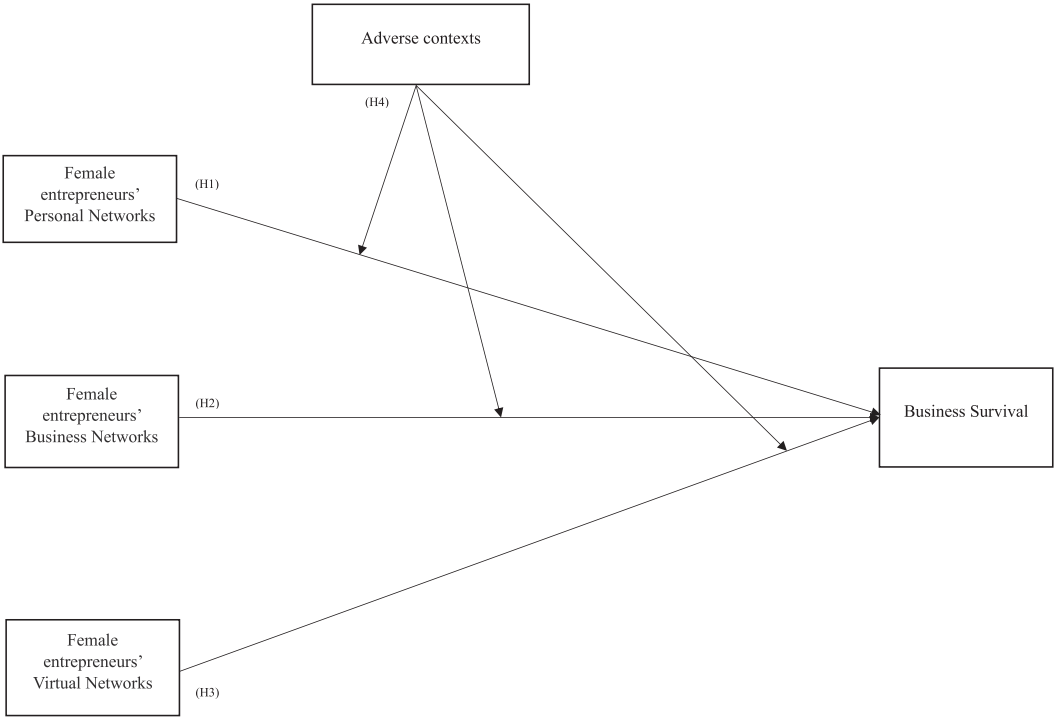 Adverse contexts
(H4)
Female
entrepreneurs’
Personal Networks
(H1)
Female
entrepreneurs’
Business Networks
(H2)
Business Survival
Female
entrepreneurs’
Virtual Networks
(H3)